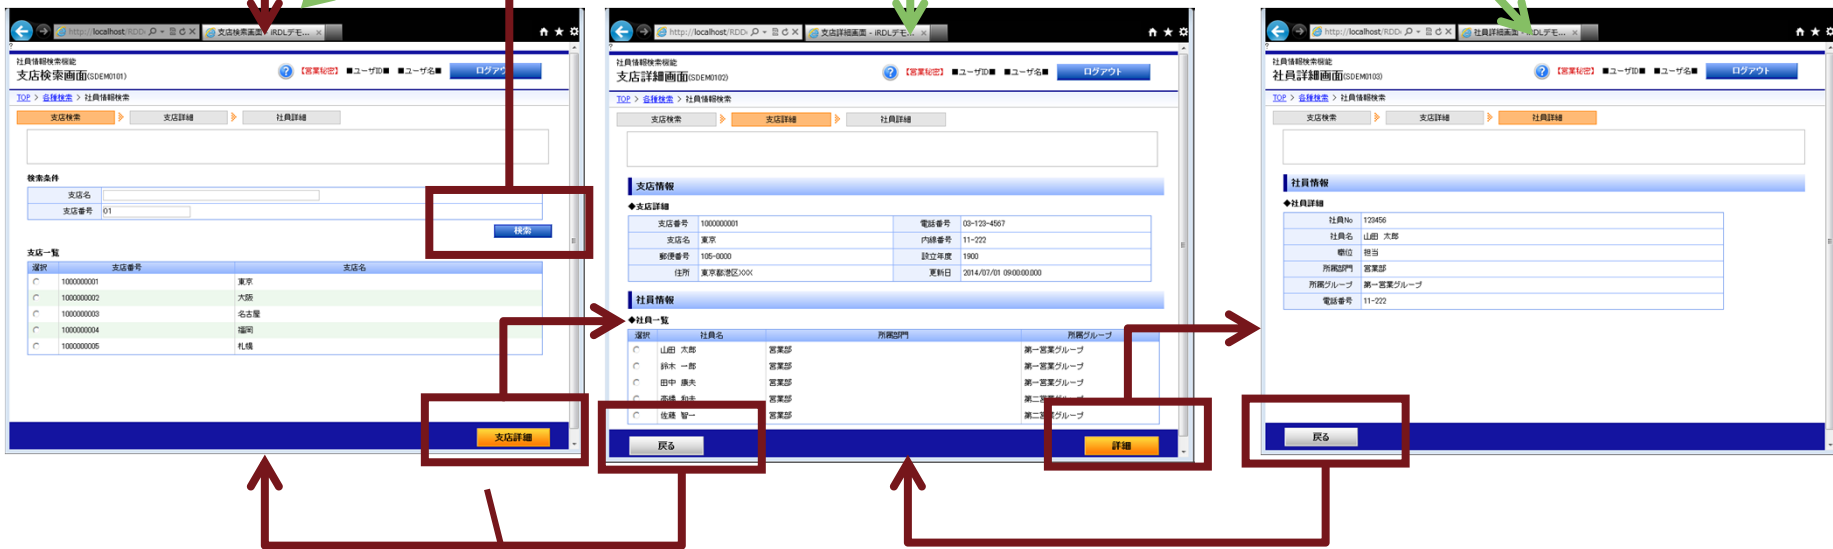 http://localhost/RDD
支店検索画面 - iRDLデモ...
社員情報検索機能
支店検索画面(SDEM0101)
【営業秘密】 ■ユーザID■ ■ユーザ名■ ログアウト
TOP > 各種検索 > 社員情報検索
支店検索 支店詳細 社員詳細
検索条件
支店名
支店番号 01
検索
支店一覧
選択 支店番号 支店名
1000000001 東京
1000000002 大阪
1000000003 名古屋
1000000004 福岡
1000000005 札幌
支店詳細
http://localhost/RDD
支店詳細画面 - iRDLデモ...
社員情報検索機能
支店詳細画面(SDEM0102)
【営業秘密】 ■ユーザID■ ■ユーザ名■ ログアウト
TOP > 各種検索 > 社員情報検索
支店検索 支店詳細 社員詳細
支店情報
◆支店詳細
支店番号 1000000001 電話番号 03-123-4567
支店名 東京 内線番号 11-222
郵便番号 105-0000 設立年度 1900
住所 東京都港区XXX 更新日 2014/07/01 09:00:00.000
社員情報
◆社員一覧
選択 社員名 所属部門 所属グループ
山田 太郎 営業部 第一営業グループ
鈴木 一郎 営業部 第一営業グループ
田中 康夫 営業部 第一営業グループ
高橋 和夫 営業部 第二営業グループ
佐藤 智一 営業部 第二営業グループ
戻る 詳細
http://localhost/RDD
社員詳細画面 - iRDLデモ...
社員情報検索機能
社員詳細画面(SDEM0103)
【営業秘密】 ■ユーザID■ ■ユーザ名■ ログアウト
TOP > 各種検索 > 社員情報検索
支店検索 支店詳細 社員詳細
社員情報
◆社員詳細
社員No 123456
社員名 山田 太郎
職位 担当
所属部門 営業部
所属グループ 第一営業グループ
電話番号 11-222
戻る